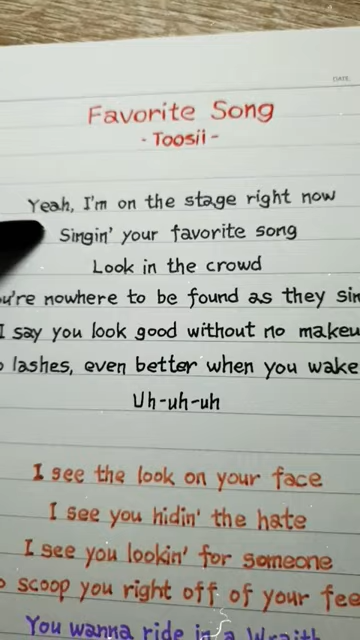 DATE
Favorite Song
- Toosii -
Yeah, I'm on the stage right now
Singin' your favorite song
Look in the crowd
ou're nowhere to be found as they sin
I say you look good without no makeu
o lashes, even better when you wake
Uh-uh-uh
I see the look on your face
I see you hidin' the hate
I see you lookin' for someone
o scoop you right off of your fee
You wanna ride in a Wraith